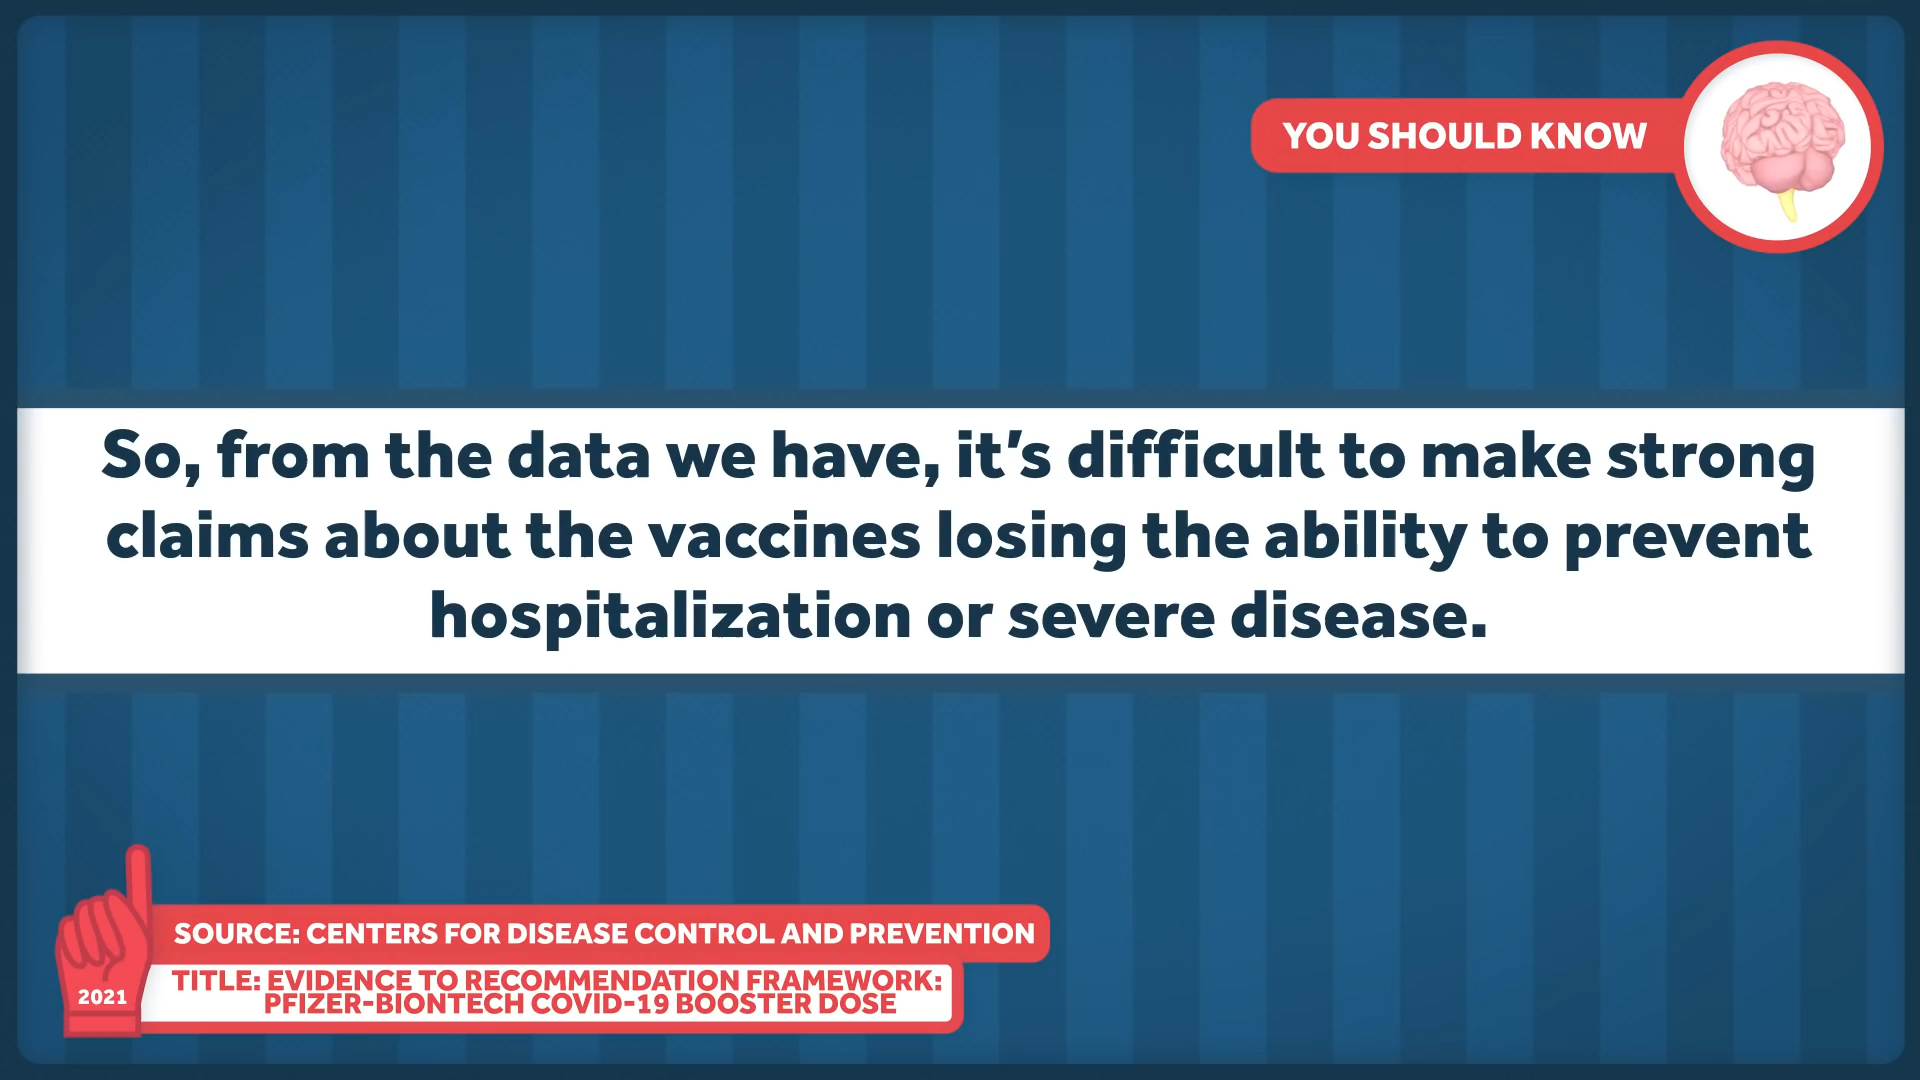 YOU SHOULD KNOW
So, from the data we have, it's difficult to make strong
claims about the vaccines losing the ability to prevent
hospitalization or severe disease.
SOURCE: CENTERS FOR DISEASE CONTROL AND PREVENTION
TITLE: EVIDENCE TO RECOMMENDATION FRAMEWORK:
PFIZER-BIONTECH COVID-19 BOOSTER DOSE
2021